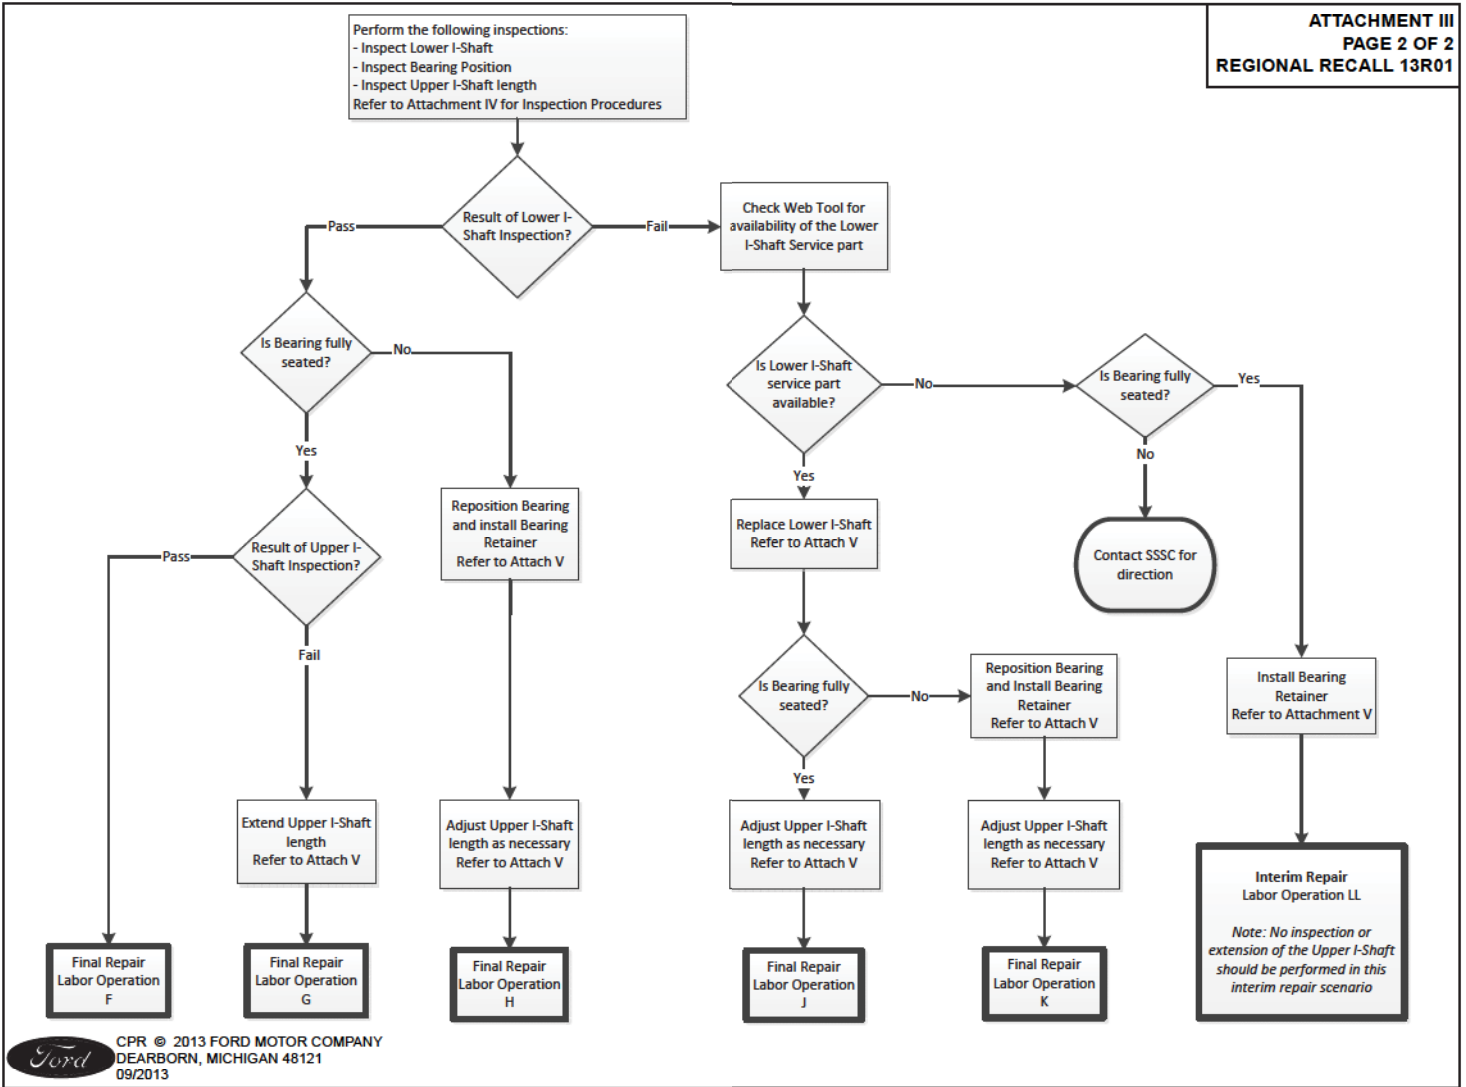 ATTACHMENT III
PAGE 2 OF 2
REGIONAL RECALL 13R01
Perform the following inspections:
- Inspect Lower I-Shaft
- Inspect Bearing Position
- Inspect Upper I-Shaft length
Refer to Attachment IV for Inspection Procedures
Result of Lower I-
Shaft Inspection?
Pass
Fail
Check Web Tool for
availability of the Lower
I-Shaft Service part
Is Bearing fully
seated?
No
Yes
Is Lower I-Shaft
service part
available?
No
Yes
Is Bearing fully
seated?
Yes
No
Result of Upper I-
Shaft Inspection?
Pass
Fail
Reposition Bearing
and install Bearing
Retainer
Refer to Attach V
Replace Lower I-Shaft
Refer to Attach V
Contact SSSC for
direction
Is Bearing fully
seated?
No
Yes
Reposition Bearing
and Install Bearing
Retainer
Refer to Attach V
Install Bearing
Retainer
Refer to Attachment V
Extend Upper I-Shaft
length
Refer to Attach V
Adjust Upper I-Shaft
length as necessary
Refer to Attach V
Adjust Upper I-Shaft
length as necessary
Refer to Attach V
Adjust Upper I-Shaft
length as necessary
Refer to Attach V
Interim Repair
Labor Operation LL
Note: No inspection or
extension of the Upper I-Shaft
should be performed in this
interim repair scenario
Final Repair
Labor Operation
F
Final Repair
Labor Operation
G
Final Repair
Labor Operation
H
Final Repair
Labor Operation
J
Final Repair
Labor Operation
K
Ford
CPR © 2013 FORD MOTOR COMPANY
DEARBORN, MICHIGAN 48121
09/2013